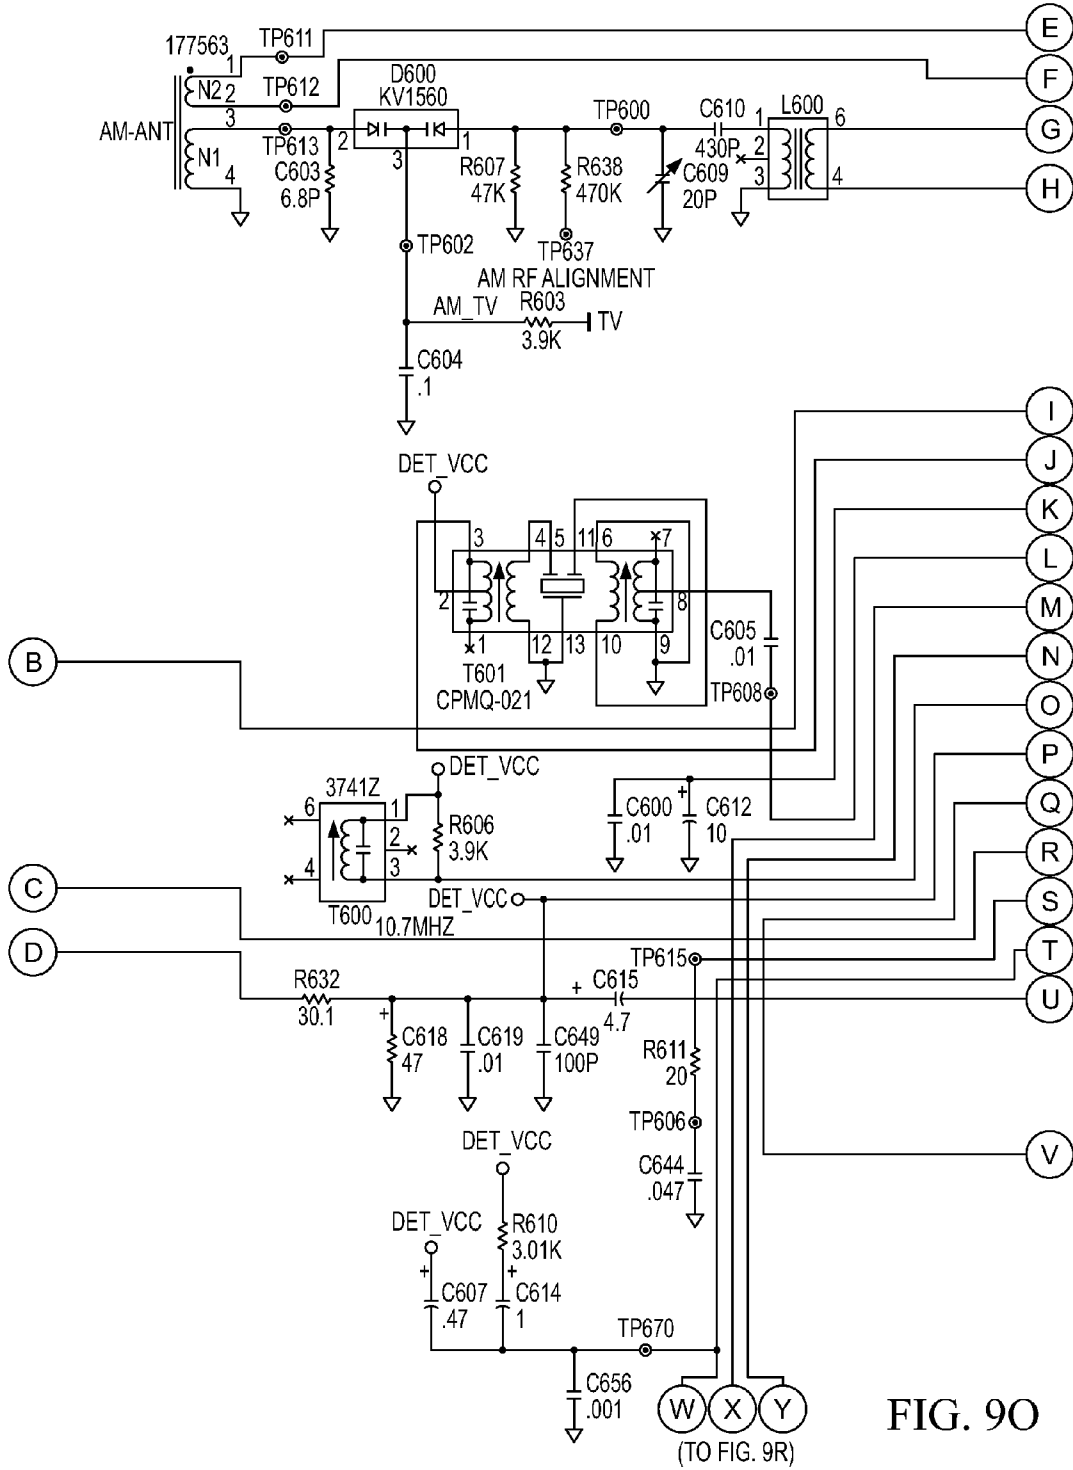 TP611
E
177563
1
D600
KV1560
F
N2
2
TP612
TP600
C610
L600
AM-ANT
3
1
6
G
TP613
2
1
430P
2
N1
C603
6.8P
3
R607
47K
R638
470K
C609
20P
4
3
4
H
TP602
TP637
AM RF ALIGNMENT
AM_TV
R603
TV
3.9K
C604
.1
I
DET_VCC
J
K
3
4
5
11
6
7
L
2
8
M
C605
.01
1
12
13
10
9
B
T601
CPMQ-021
N
TP608
O
DET_VCC
P
3741Z
6
1
Q
R606
3.9K
C600
.01
+
C612
10
2
4
3
R
C
DET_VCC
S
T600
10.7MHZ
D
TP615
T
R632
30.1
+
C615
4.7
U
+
C618
47
C619
.01
C649
100P
R611
20
TP606
DET_VCC
V
C644
.047
DET_VCC
R610
3.01K
+
+
C607
.47
C614
1
TP670
C656
.001
W
X
Y
FIG. 9O
(TO FIG. 9R)